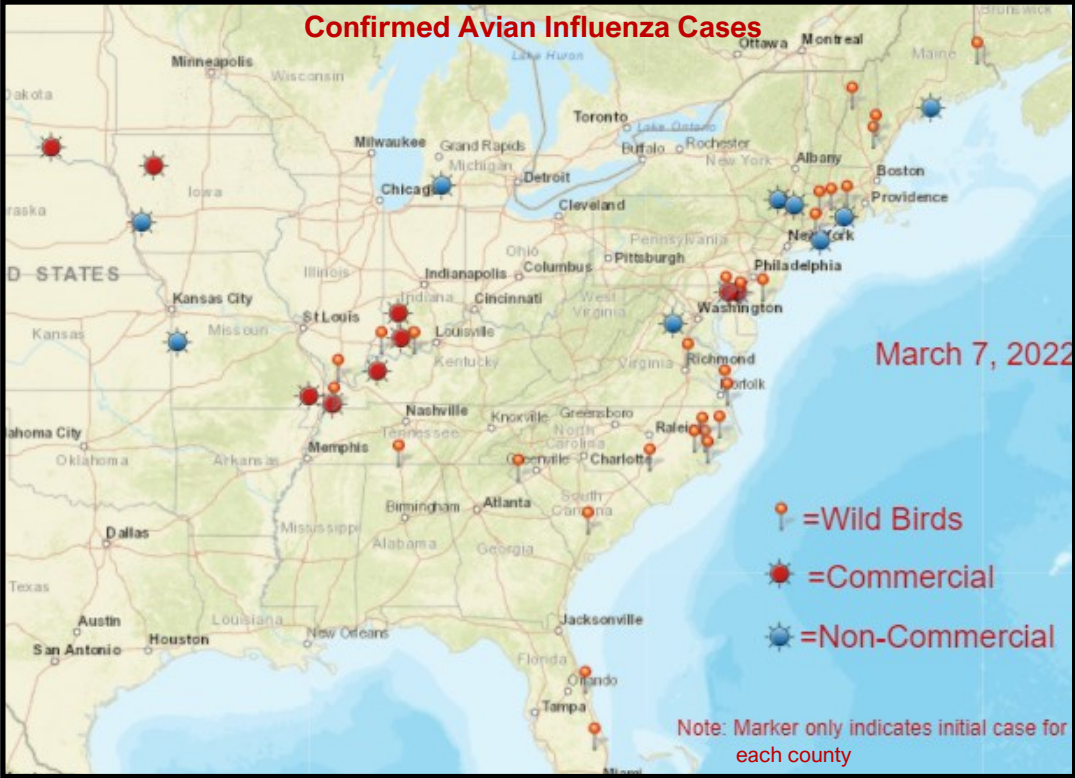 Confirmed Avian Influenza Cases
Brunswick
Ottawa
Montreal
Maine
Lake Huron
Minneapolis
Wisconsin
Dakota
Toronto
Lake Ontario
Milwaukee
Grand Rapids
Buffalo
Rochester
New York
Albany
Michigan
Detroit
Boston
Chicag
Iowa
Providence
raska
Cleveland
New York
Pennsylvania
Ohio
Pittsburgh
Philadelphia
D STATES
Illinois
Indianapolis
Columbus
Kansas City
Indiana
Cincinnati
West
Virginia
Washington
St Louis
Missouri
Kansas
Louisville
Kentucky
Virginia
Richmond
March 7, 2022
Norfolk
Nashville
Knoxville
Greensboro
Tennessee
North
Carolina
Raleig
lahoma City
Memphis
Greenville
Charlotte
Oklahoma
Arkansas
South
Carolina
Birmingham
Atlanta
Mississippi
Alabama
Georgia
Dallas
=Wild Birds
Texas
=Commercial
Austin
Louisiana
Jacksonville
San Antonio
Houston
New Orleans
=Non-Commercial
Florida
Orlando
Tampa
Note: Marker only indicates initial case for
each county
Miami